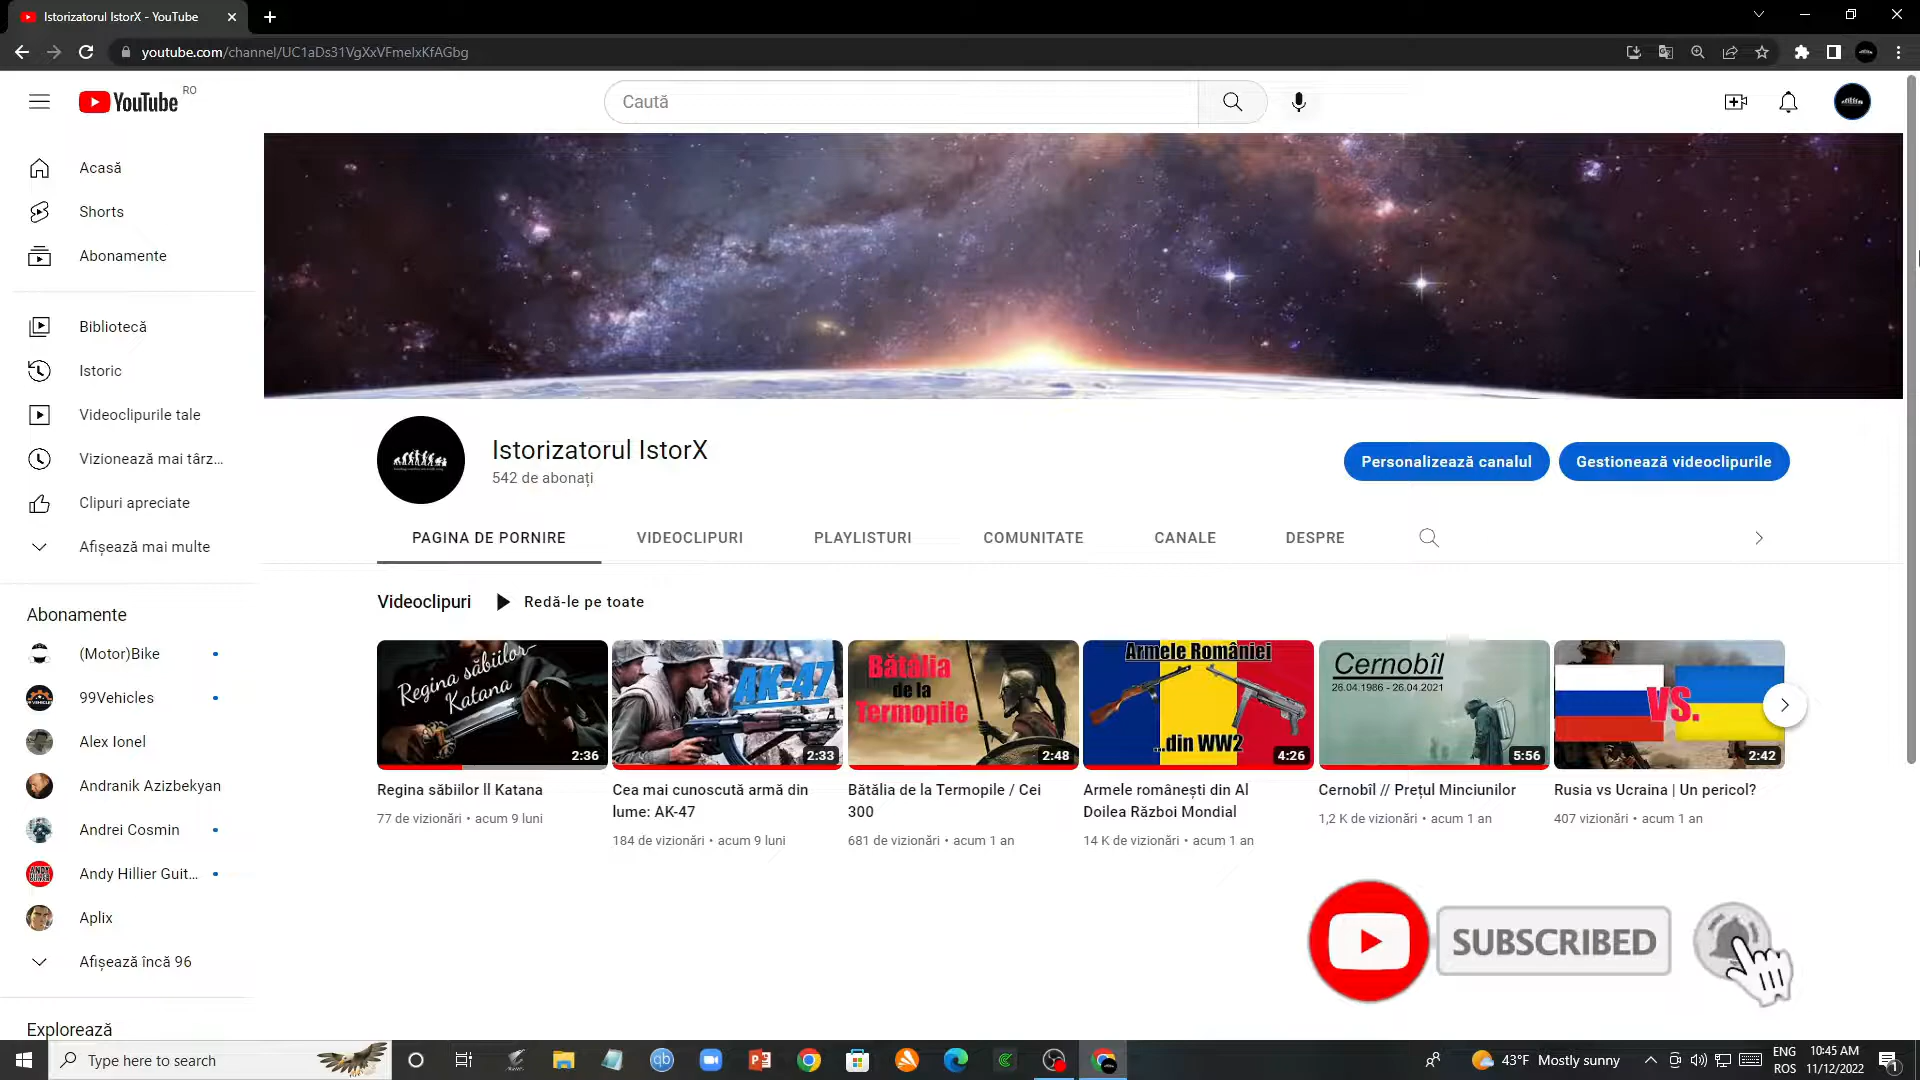 Istorizatorul IstorX - YouTube
youtube.com/channel/UC1aDs31VgXxVFmeIxKfAGbg
YouTube RO
Caută
Acasă
Shorts
Abonamente
Bibliotecă
Istoric
Videoclipurile tale
Vizionează mai târz...
Clipuri apreciate
Afișează mai multe
Abonamente
(Motor)Bike
99Vehicles
Alex Ionel
Andranik Azizbekyan
Andrei Cosmin
Andy Hillier Guit...
Aplix
Afișează încă 96
Explorează
Istorizatorul IstorX
542 de abonați
Personalizează canalul
Gestionează videoclipurile
PAGINA DE PORNIRE
VIDEOCLIPURI
PLAYLISTURI
COMUNITATE
CANALE
DESPRE
Videoclipuri
Redă-le pe toate
Regina săbiilor
Katana
2:36
Regina săbiilor ll Katana
77 de vizionări • acum 9 luni
AK-47
2:33
Cea mai cunoscută armă din
lume: AK-47
184 de vizionări • acum 9 luni
Bătălia
de la
Termopile
2:48
Bătălia de la Termopile / Cei
300
681 de vizionări • acum 1 an
Armele României
...din WW2
4:26
Armele românești din Al
Doilea Război Mondial
14 K de vizionări • acum 1 an
Cernobîl
26.04.1986 - 26.04.2021
5:56
Cernobîl // Prețul Minciunilor
1,2 K de vizionări • acum 1 an
VS.
2:42
Rusia vs Ucraina | Un pericol?
407 vizionări • acum 1 an
SUBSCRIBED
Type here to search
43°F Mostly sunny
ENG
ROS
10:45 AM
11/12/2022
1